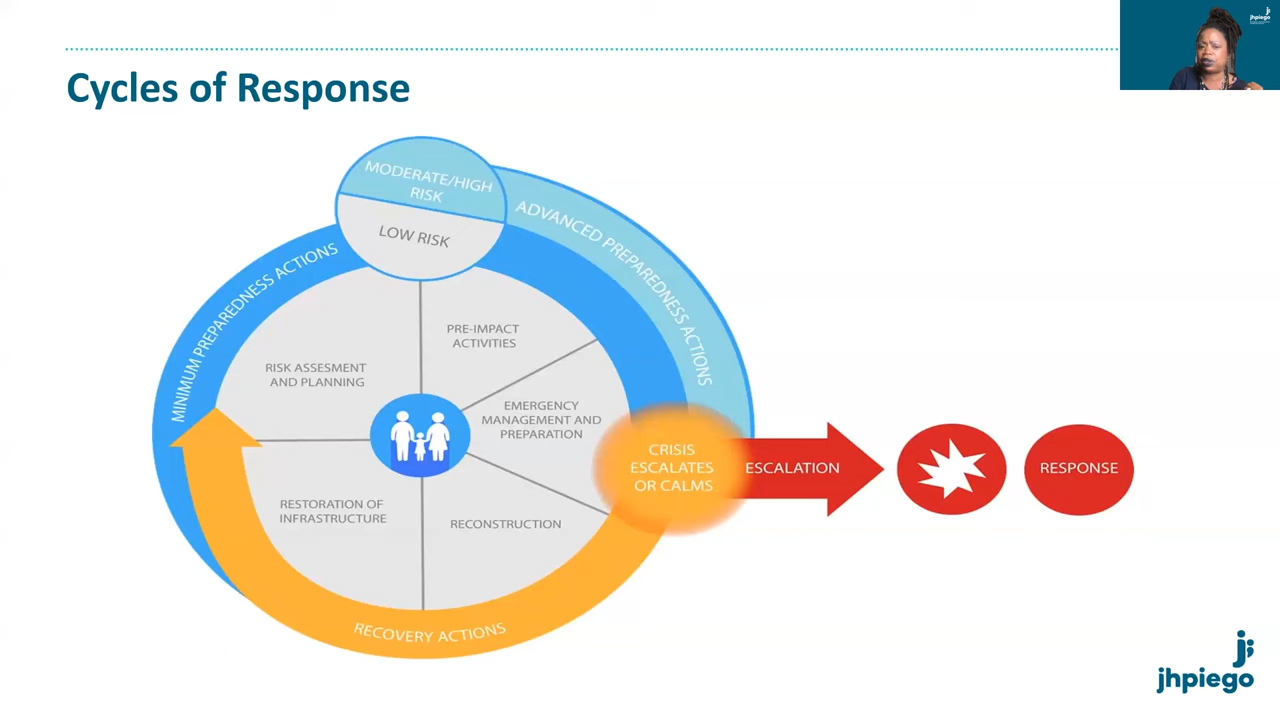 jhpiego
Cycles of Response
MODERATE/HIGH
RISK
LOW RISK
ADVANCED PREPAREDNESS ACTIONS
MINIMUM PREPAREDNESS ACTIONS
PRE-IMPACT
ACTIVITIES
RISK ASSESMENT
AND PLANNING
EMERGENCY
MANAGEMENT AND
PREPARATION
CRISIS
ESCALATES
OR CALMS
ESCALATION
RESPONSE
RESTORATION OF
INFRASTRUCTURE
RECONSTRUCTION
RECOVERY ACTIONS
jhpiego